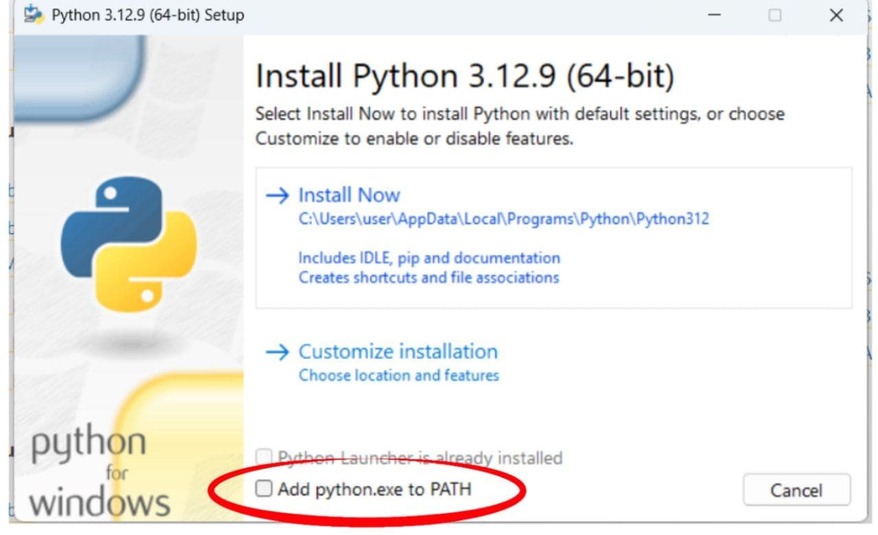 Python 3.12.9 (64-bit) Setup
Install Python 3.12.9 (64-bit)
Select Install Now to install Python with default settings, or choose
Customize to enable or disable features.
Install Now
C:\Users\user\AppData\Local\Programs\Python\Python312
Includes IDLE, pip and documentation
Creates shortcuts and file associations
Customize installation
Choose location and features
Python Launcher is already installed
Add python.exe to PATH
Cancel
python
for
windows